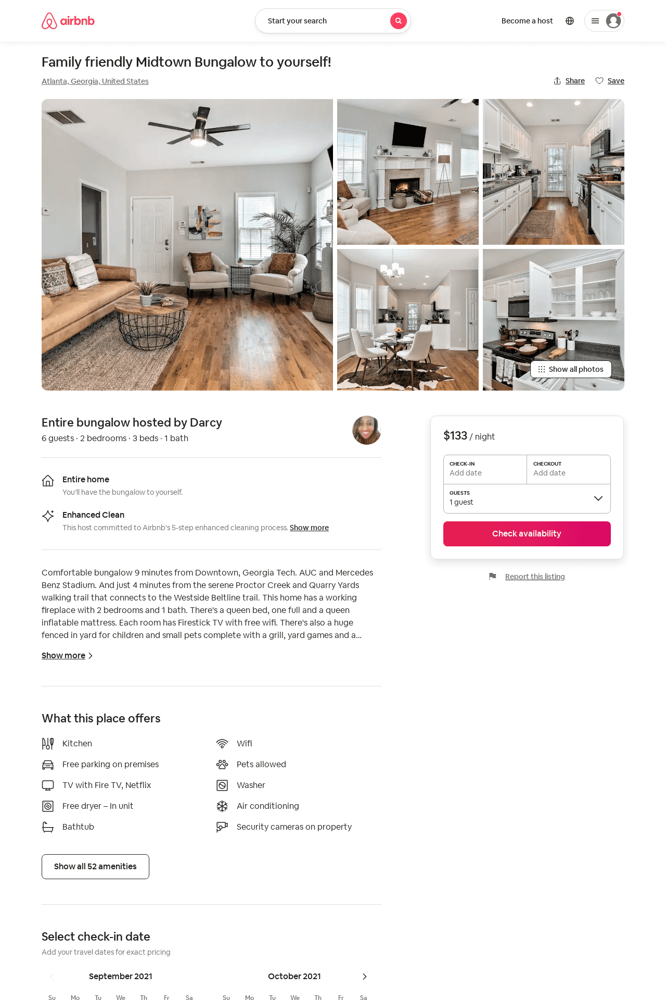 airbnb
Start your search
Become a host
Family friendly Midtown Bungalow to yourself!
Atlanta, Georgia, United States
Share
Save
Show all photos
Entire bungalow hosted by Darcy
6 guests · 2 bedrooms · 3 beds · 1 bath
Entire home
You’ll have the bungalow to yourself.
Enhanced Clean
This host committed to Airbnb's 5-step enhanced cleaning process. Show more
$133 / night
CHECK-IN
Add date
CHECKOUT
Add date
GUESTS
1 guest
Check availability
Report this listing
Comfortable bungalow 9 minutes from Downtown, Georgia Tech. AUC and Mercedes
Benz Stadium. And just 4 minutes from the serene Proctor Creek and Quarry Yards
walking trail that connects to the Westside Beltline trail. This home has a working
fireplace with 2 bedrooms and 1 bath. There's a queen bed, one full and a queen
inflatable mattress. Each room has Firestick TV with free wifi. There's also a huge
fenced in yard for children and small pets complete with a grill, yard games and a...
Show more
What this place offers
Kitchen
Wifi
Free parking on premises
Pets allowed
TV with Fire TV, Netflix
Washer
Free dryer – In unit
Air conditioning
Bathtub
Security cameras on property
Show all 52 amenities
Select check-in date
Add your travel dates for exact pricing
September 2021
October 2021
Su Mo Tu We Th Fr Sa
Su Mo Tu We Th Fr Sa